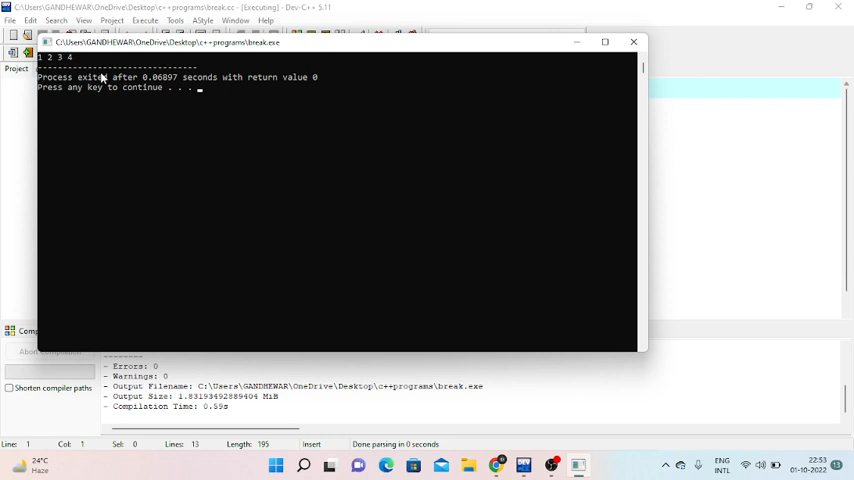 C:\Users\GANDHEWAR\OneDrive\Desktop\c++programs\break.cc - [Executing] - Dev-C++ 5.11
File Edit Search View Project Execute Tools AStyle Window Help
C:\Users\GANDHEWAR\OneDrive\Desktop\c++programs\break.exe
Project
1 2 3 4
--------------------------------
Process exited after 0.06897 seconds with return value 0
Press any key to continue . . .
Shorten compiler paths
--------
- Errors: 0
- Warnings: 0
- Output Filename: C:\Users\GANDHEWAR\OneDrive\Desktop\c++programs\break.exe
- Output Size: 1.83193492889404 MiB
- Compilation Time: 0.59s
Line: 1 Col: 1 Sel: 0 Lines: 13 Length: 195 Insert Done parsing in 0 seconds
24°C
Haze
DEV
ENG
INTL
22:53
01-10-2022
13